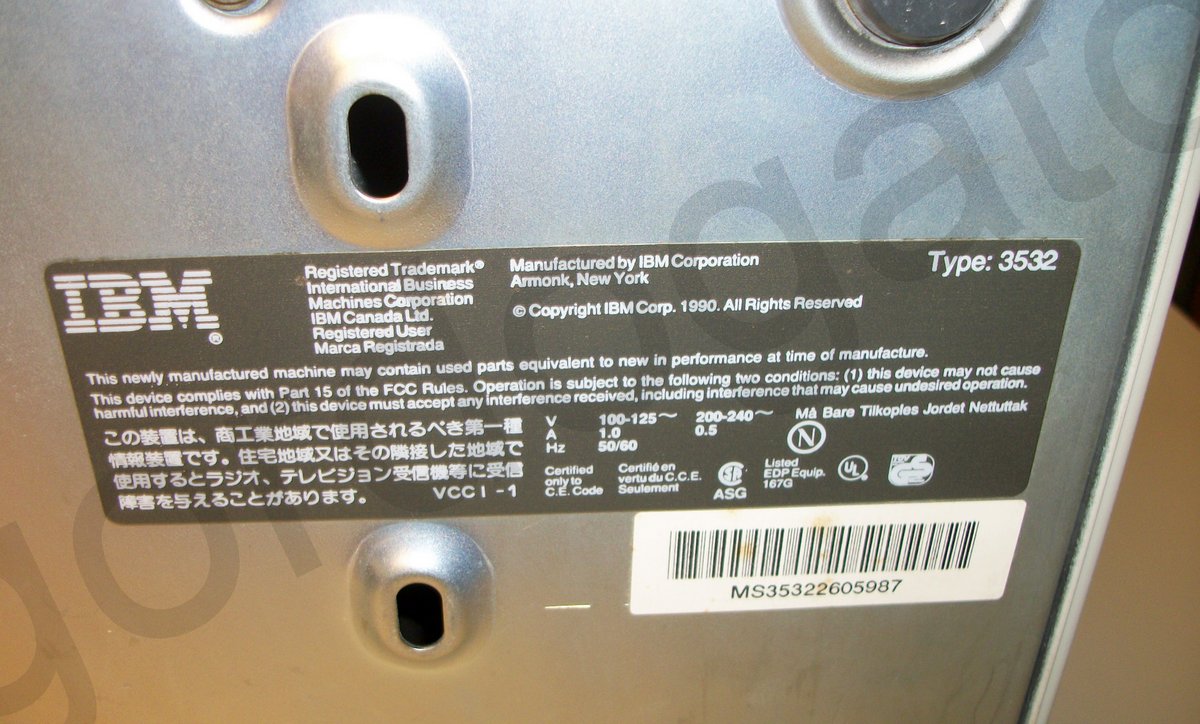 IBM®
Registered Trademark®
International Business
Machines Corporation
IBM Canada Ltd.
Registered User
Marca Registrada
Manufactured by IBM Corporation
Armonk, New York
© Copyright IBM Corp. 1990. All Rights Reserved
Type: 3532
This newly manufactured machine may contain used parts equivalent to new in performance at time of manufacture.
This device complies with Part 15 of the FCC Rules. Operation is subject to the following two conditions: (1) this device may not cause
harmful interference, and (2) this device must accept any interference received, including interference that may cause undesired operation.
この装置は、商工業地域で使用されるべき第一種
情報装置です。住宅地域又はその隣接した地域で
使用するとラジオ、テレビジョン受信機等に受信
障害を与えることがあります。 VCCI-1
V 100-125~ 200-240~
A 1.0 0.5
Hz 50/60
Må Bare Tilkoples Jordet Nettuttak
N
Certified
only to
C.E. Code
Certifié en
vertu du C.C.E.
Seulement
ASG
Listed
EDP Equip.
167G
UL
MS35322605987